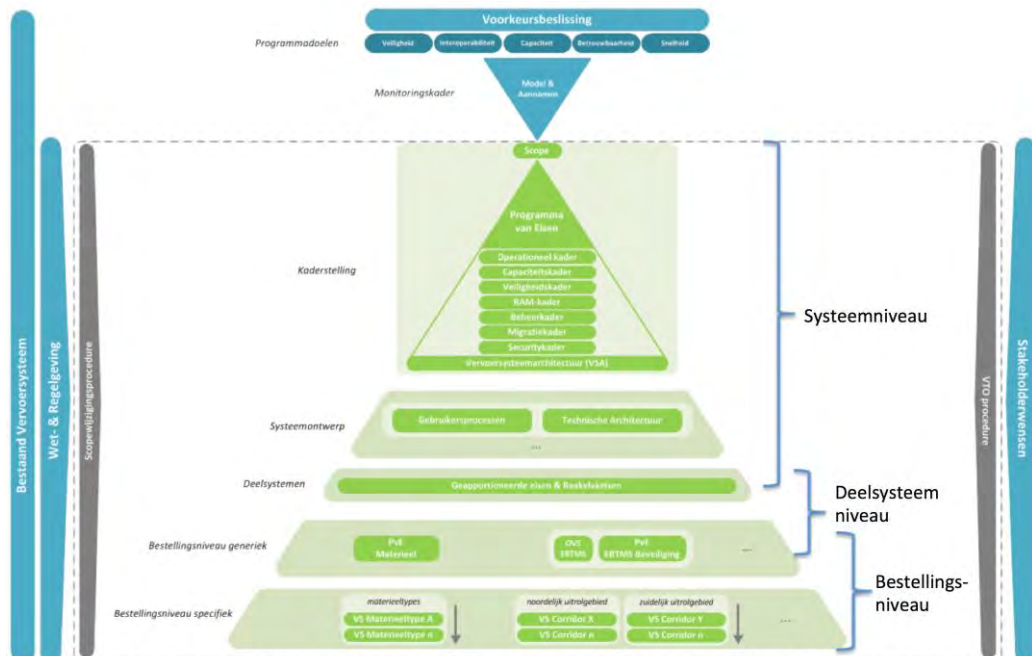 Voorkeursbeslissing
Programmadoelen
Veiligheid
Interoperabiliteit
Capaciteit
Betrouwbaarheid
Snelheid
Monitoringskader
Model &
Aannamen
Scope
Programma
van Eisen
Kaderstelling
Operationeel kader
Capaciteitskader
Veiligheidskader
RAM-kader
Beheerkader
Migratiekader
Securitykader
Vervoersysteemarchitectuur (VSA)
Systeemniveau
Systeemontwerp
Gebruikersprocessen
Technische Architectuur
...
Deelsystemen
Geapportioneerde eisen & Raakvlakeisen
Deelsysteem
niveau
Bestellingsniveau generiek
PvE
Materieel
OVS
ERTMS
PvE
ERTMS Beveiliging
....
Bestellings-
niveau
Bestellingsniveau specifiek
materieeltypes
VS Materieeltype A
VS Materieeltype n
noordelijk uitrolgebied
VS Corridor X
VS Corridor n
zuidelijk uitrolgebied
VS Corridor Y
VS Corridor n
....
Bestaand Vervoersysteem
Wet- & Regelgeving
Scopewijzigingsprocedure
VTO procedure
Stakeholderwensen